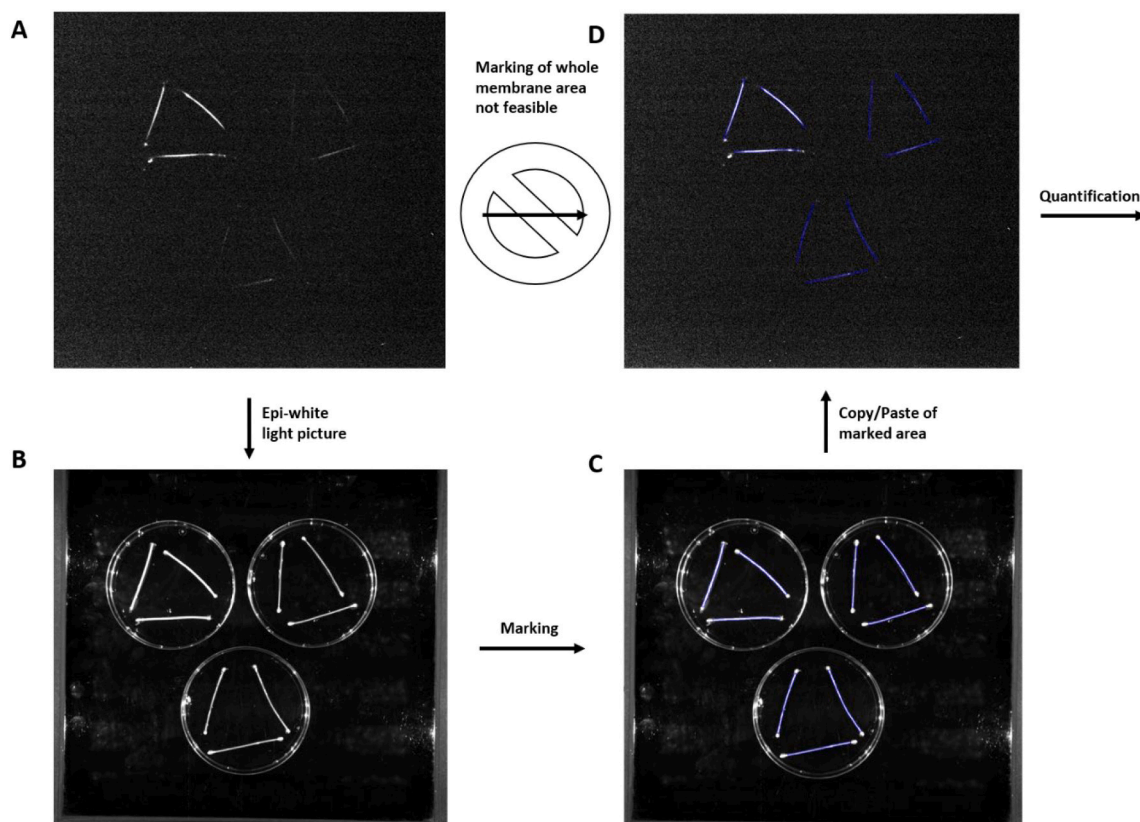 A
Marking of whole
membrane area
not feasible
D
Quantification
Epi-white
light picture
Copy/Paste of
marked area
B
Marking
C